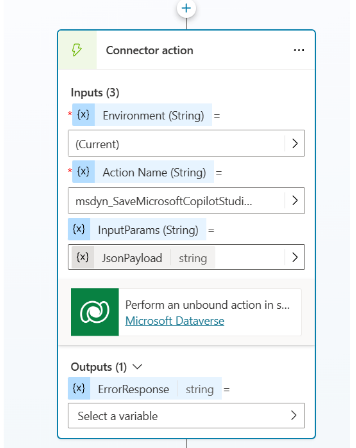 Connector action
Inputs (3)
* {x} Environment (String) =
(Current)
* {x} Action Name (String) =
msdyn_SaveMicrosoftCopilotStudi...
{x} InputParams (String) =
{x} JsonPayload string
Perform an unbound action in s...
Microsoft Dataverse
Outputs (1)
{x} ErrorResponse string =
Select a variable